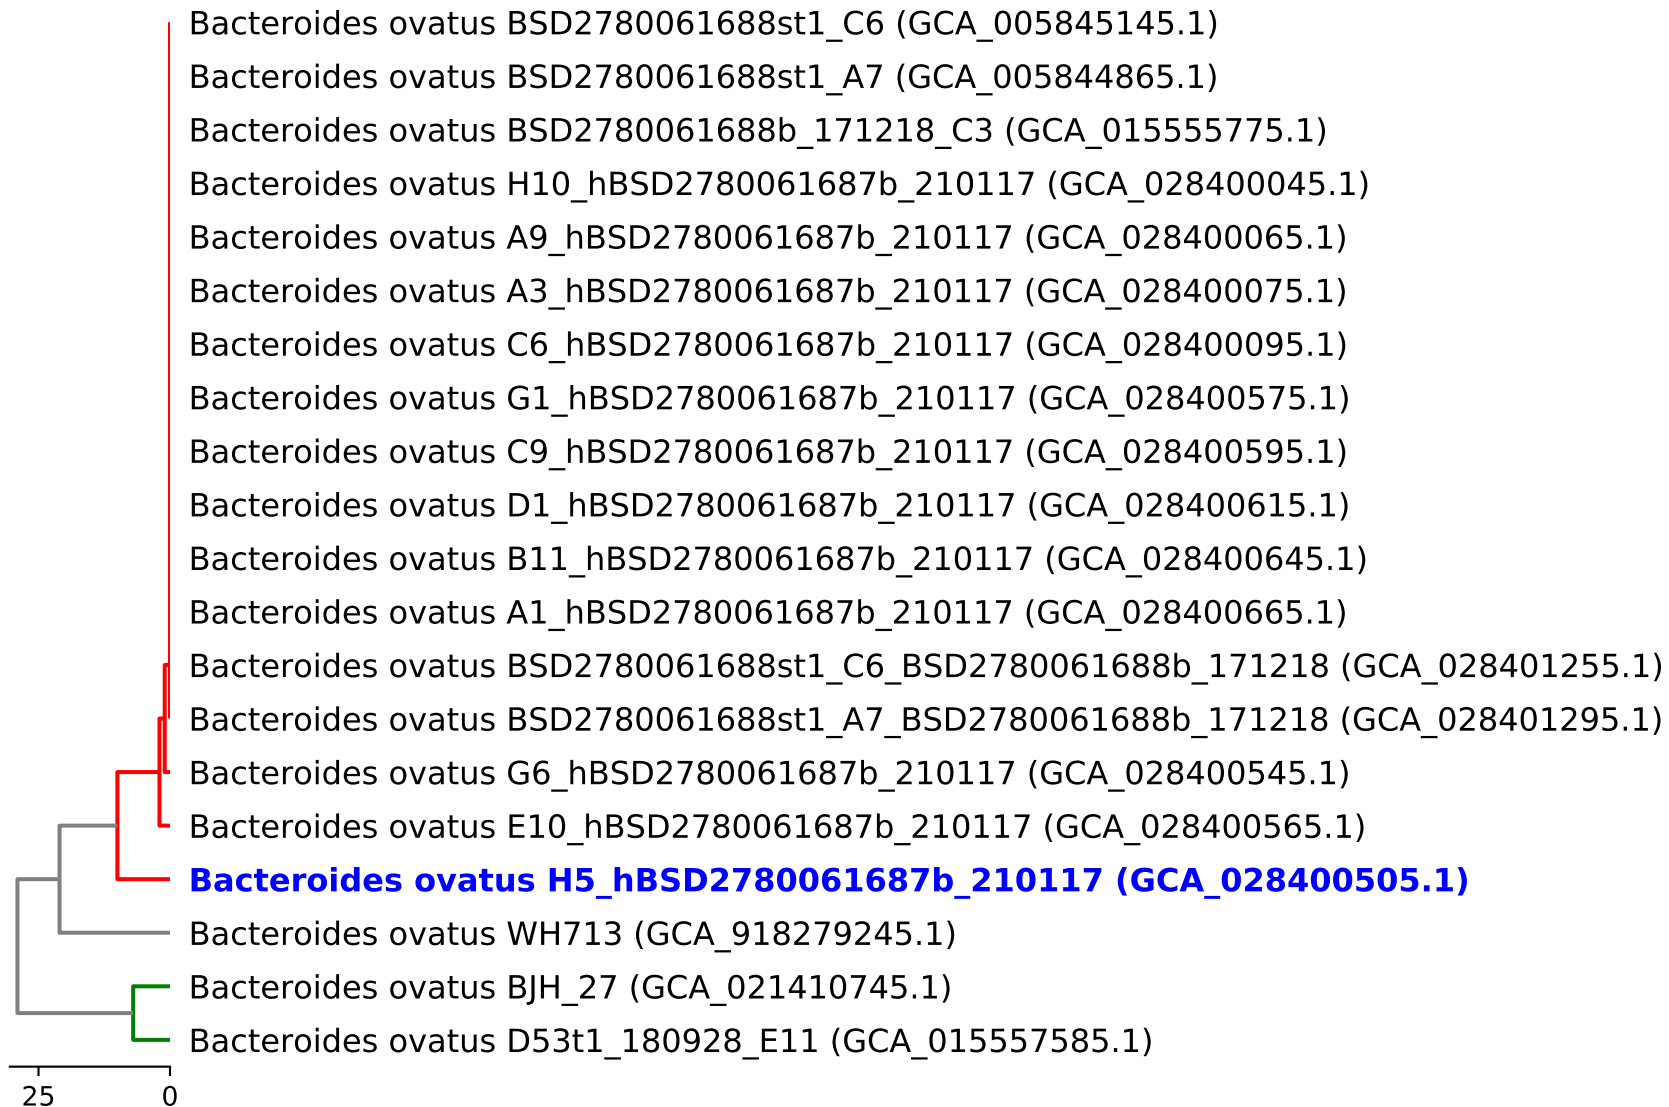 Bacteroides ovatus BSD2780061688st1_C6 (GCA_005845145.1)
Bacteroides ovatus BSD2780061688st1_A7 (GCA_005844865.1)
Bacteroides ovatus BSD2780061688b_171218_C3 (GCA_015555775.1)
Bacteroides ovatus H10_hBSD2780061687b_210117 (GCA_028400045.1)
Bacteroides ovatus A9_hBSD2780061687b_210117 (GCA_028400065.1)
Bacteroides ovatus A3_hBSD2780061687b_210117 (GCA_028400075.1)
Bacteroides ovatus C6_hBSD2780061687b_210117 (GCA_028400095.1)
Bacteroides ovatus G1_hBSD2780061687b_210117 (GCA_028400575.1)
Bacteroides ovatus C9_hBSD2780061687b_210117 (GCA_028400595.1)
Bacteroides ovatus D1_hBSD2780061687b_210117 (GCA_028400615.1)
Bacteroides ovatus B11_hBSD2780061687b_210117 (GCA_028400645.1)
Bacteroides ovatus A1_hBSD2780061687b_210117 (GCA_028400665.1)
Bacteroides ovatus BSD2780061688st1_C6_BSD2780061688b_171218 (GCA_028401255.1)
Bacteroides ovatus BSD2780061688st1_A7_BSD2780061688b_171218 (GCA_028401295.1)
Bacteroides ovatus G6_hBSD2780061687b_210117 (GCA_028400545.1)
Bacteroides ovatus E10_hBSD2780061687b_210117 (GCA_028400565.1)
Bacteroides ovatus H5_hBSD2780061687b_210117 (GCA_028400505.1)
Bacteroides ovatus WH713 (GCA_918279245.1)
Bacteroides ovatus BJH_27 (GCA_021410745.1)
Bacteroides ovatus D53t1_180928_E11 (GCA_015557585.1)
25 0